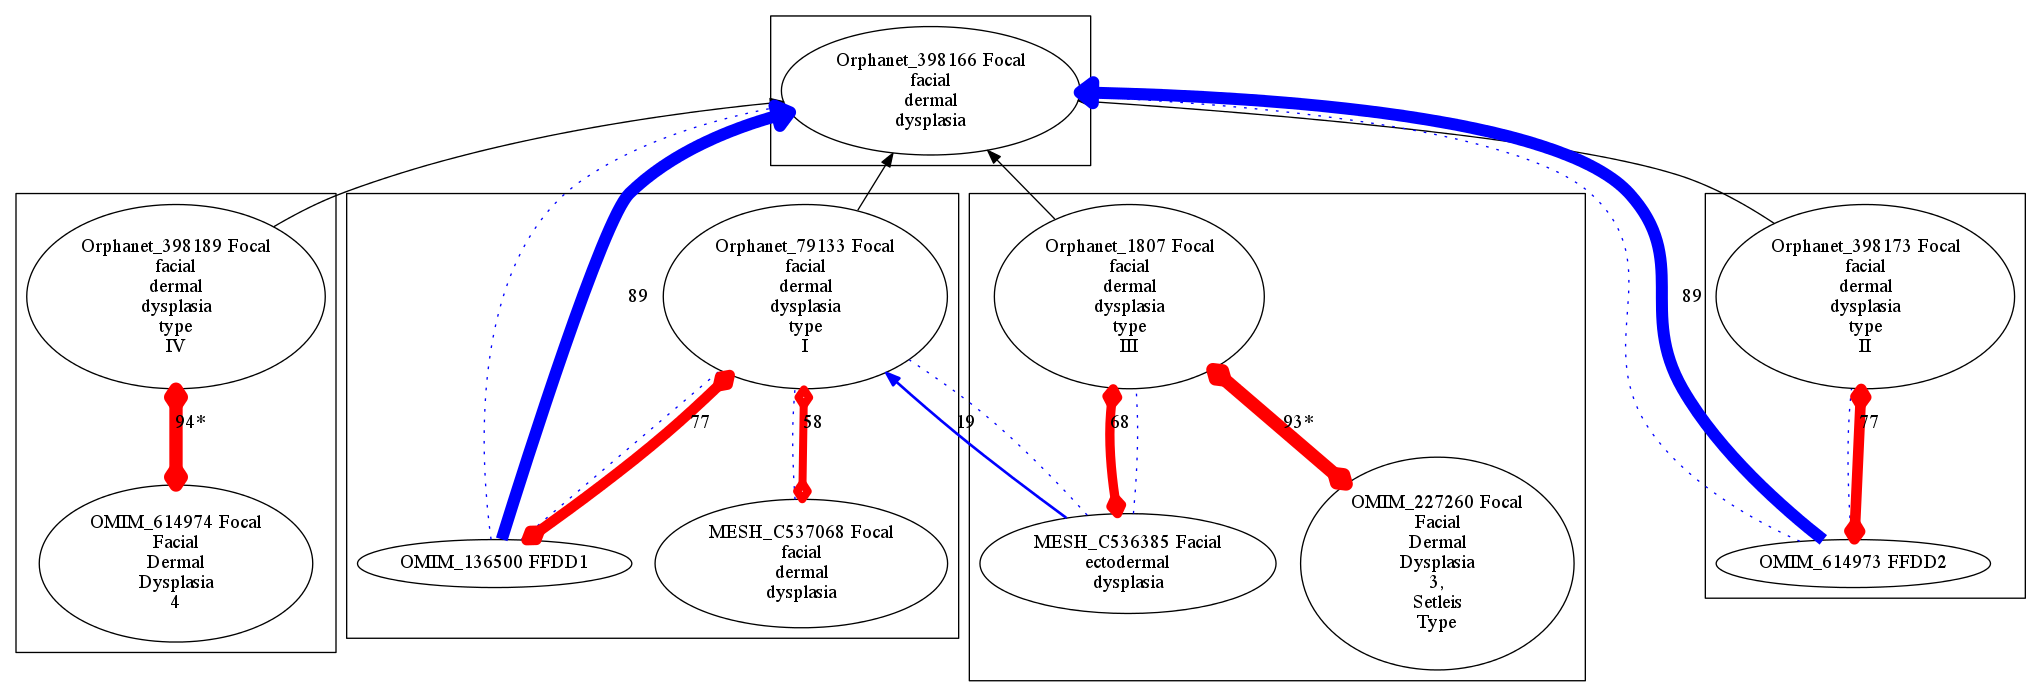 Orphanet_398166 Focal
facial
dermal
dysplasia
Orphanet_398189 Focal
facial
dermal
dysplasia
type
IV
Orphanet_79133 Focal
facial
dermal
dysplasia
type
I
Orphanet_1807 Focal
facial
dermal
dysplasia
type
III
Orphanet_398173 Focal
facial
dermal
dysplasia
type
II
89
89
94*
77
58
19
68
93*
77
OMIM_614974 Focal
Facial
Dermal
Dysplasia
4
OMIM_136500 FFDD1
MESH_C537068 Focal
facial
dermal
dysplasia
MESH_C536385 Facial
ectodermal
dysplasia
OMIM_227260 Focal
Facial
Dermal
Dysplasia
3,
Setleis
Type
OMIM_614973 FFDD2